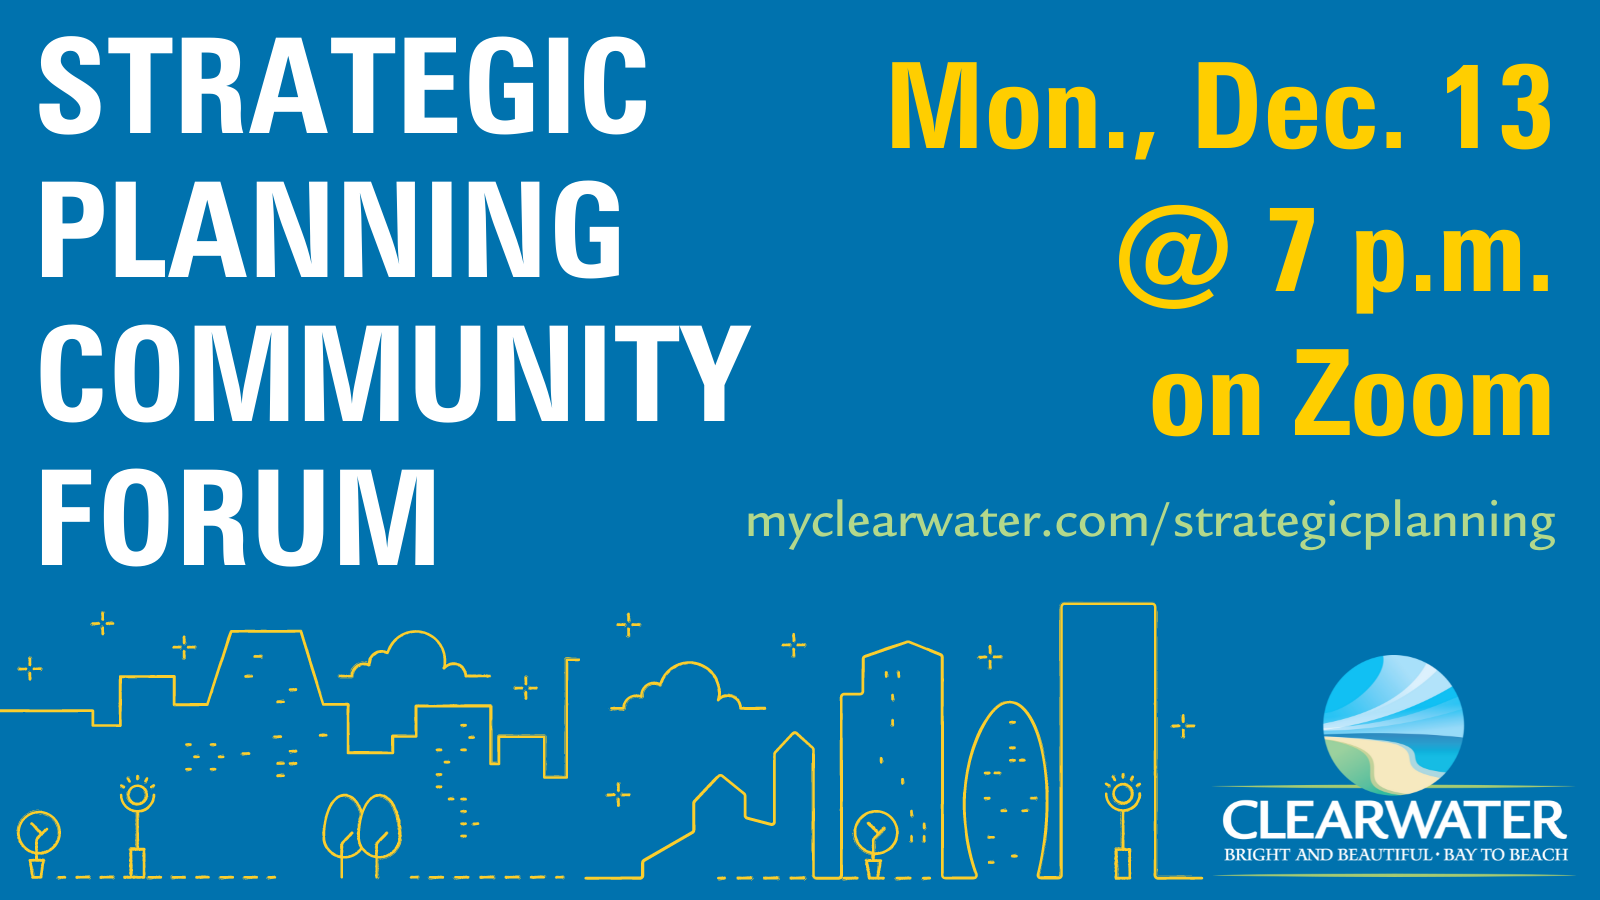 STRATEGIC
PLANNING
COMMUNITY
FORUM
Mon., Dec. 13
@ 7 p.m.
on Zoom
myclearwater.com/strategicplanning
CLEARWATER
BRIGHT AND BEAUTIFUL · BAY TO BEACH